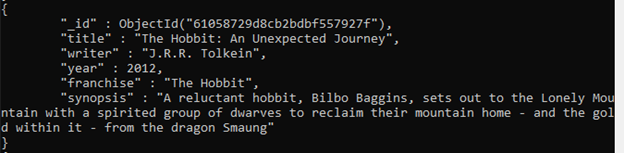 {
"_id" : ObjectId("61058729d8cb2bdbf557927f"),
"title" : "The Hobbit: An Unexpected Journey",
"writer" : "J.R.R. Tolkein",
"year" : 2012,
"franchise" : "The Hobbit",
"synopsis" : "A reluctant hobbit, Bilbo Baggins, sets out to the Lonely Mou
ntain with a spirited group of dwarves to reclaim their mountain home - and the gol
d within it - from the dragon Smaung"
}